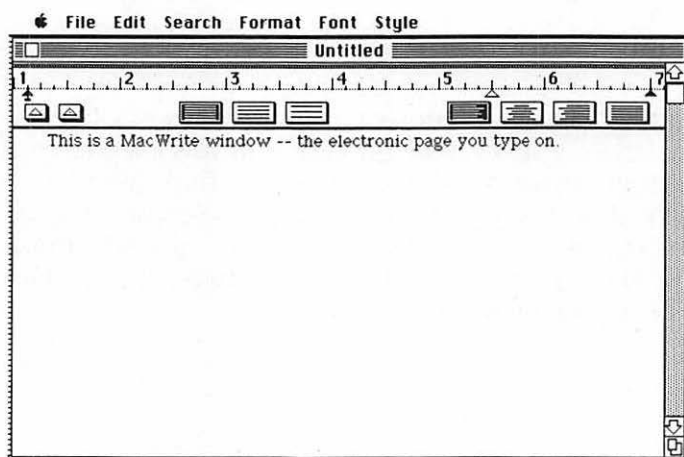 File Edit Search Format Font Style
Untitled
1 2 3 4 5 6 7
This is a MacWrite window -- the electronic page you type on.